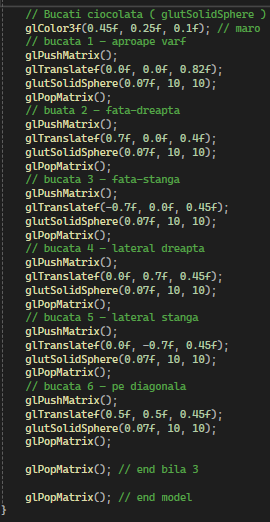 // Bucati ciocolata ( glutSolidSphere )
glColor3f(0.45f, 0.25f, 0.1f); // maro
// bucata 1 - aproape varf
glPushMatrix();
glTranslatef(0.0f, 0.0f, 0.82f);
glutSolidSphere(0.07f, 10, 10);
glPopMatrix();
// buata 2 - fata-dreapta
glPushMatrix();
glTranslatef(0.7f, 0.0f, 0.4f);
glutSolidSphere(0.07f, 10, 10);
glPopMatrix();
// bucata 3 - fata-stanga
glPushMatrix();
glTranslatef(-0.7f, 0.0f, 0.45f);
glutSolidSphere(0.07f, 10, 10);
glPopMatrix();
// bucata 4 - lateral dreapta
glPushMatrix();
glTranslatef(0.0f, 0.7f, 0.45f);
glutSolidSphere(0.07f, 10, 10);
glPopMatrix();
// bucata 5 - lateral stanga
glPushMatrix();
glTranslatef(0.0f, -0.7f, 0.45f);
glutSolidSphere(0.07f, 10, 10);
glPopMatrix();
// bucata 6 - pe diagonala
glPushMatrix();
glTranslatef(0.5f, 0.5f, 0.45f);
glutSolidSphere(0.07f, 10, 10);
glPopMatrix();
glPopMatrix(); // end bila 3
glPopMatrix(); // end model
}